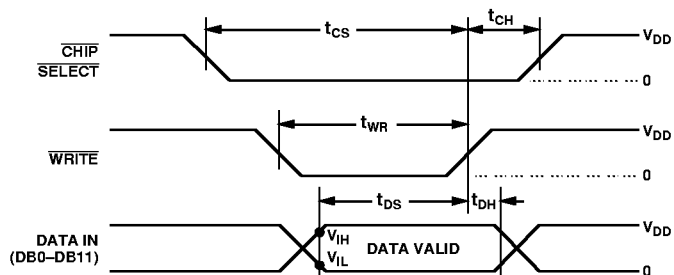 tCS
tCH
VDD
CHIP
SELECT
0
tWR
VDD
WRITE
0
tDS
tDH
VDD
DATA IN
(DB0–DB11)
VIH
VIL
DATA VALID
0